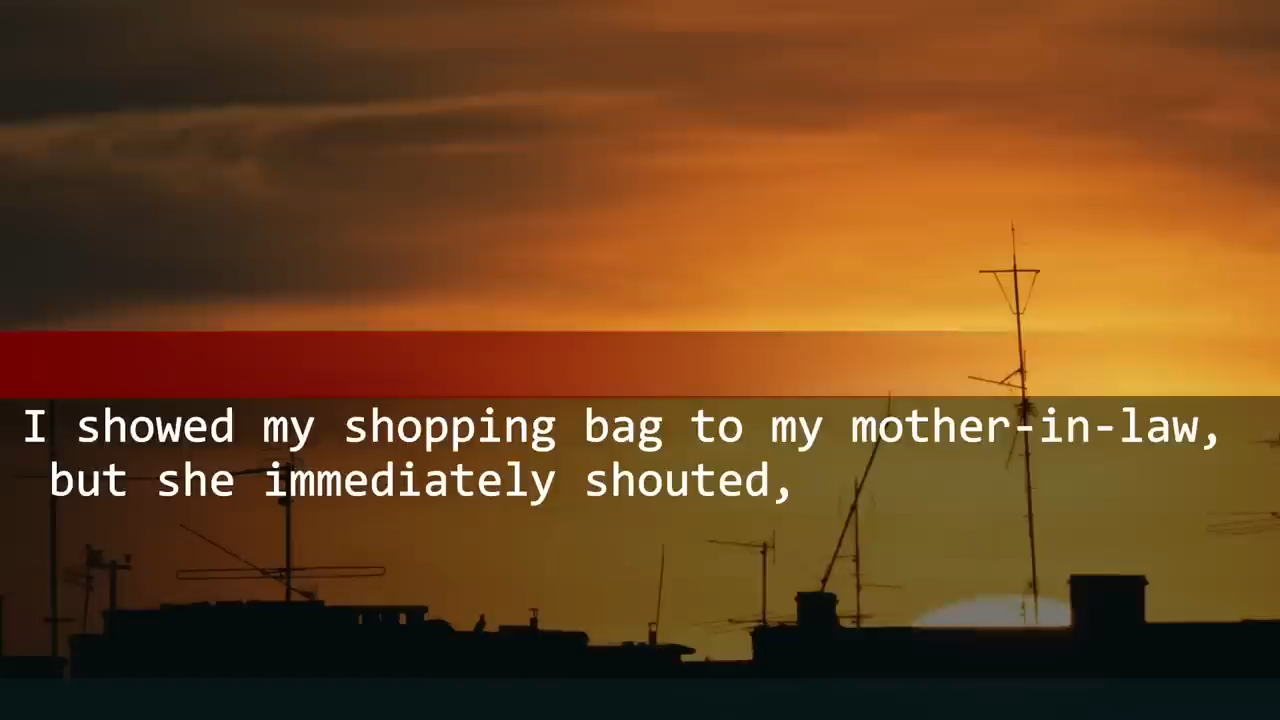 I showed my shopping bag to my mother-in-law,
but she immediately shouted,